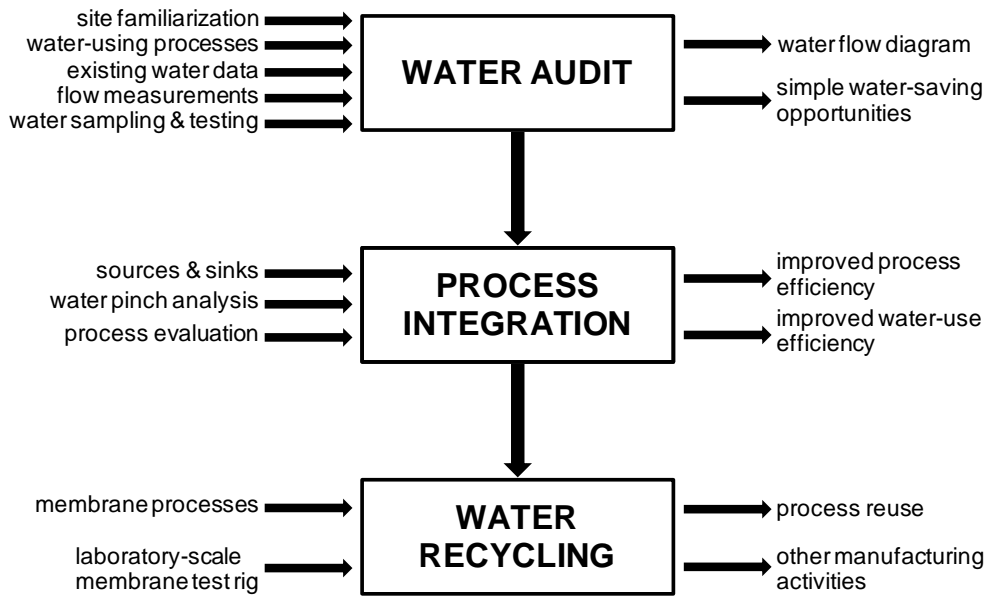 site familiarization
water-using processes
existing water data
flow measurements
water sampling & testing
WATER AUDIT
water flow diagram
simple water-saving
opportunities
sources & sinks
water pinch analysis
process evaluation
PROCESS
INTEGRATION
improved process
efficiency
improved water-use
efficiency
membrane processes
laboratory-scale
membrane test rig
WATER
RECYCLING
process reuse
other manufacturing
activities